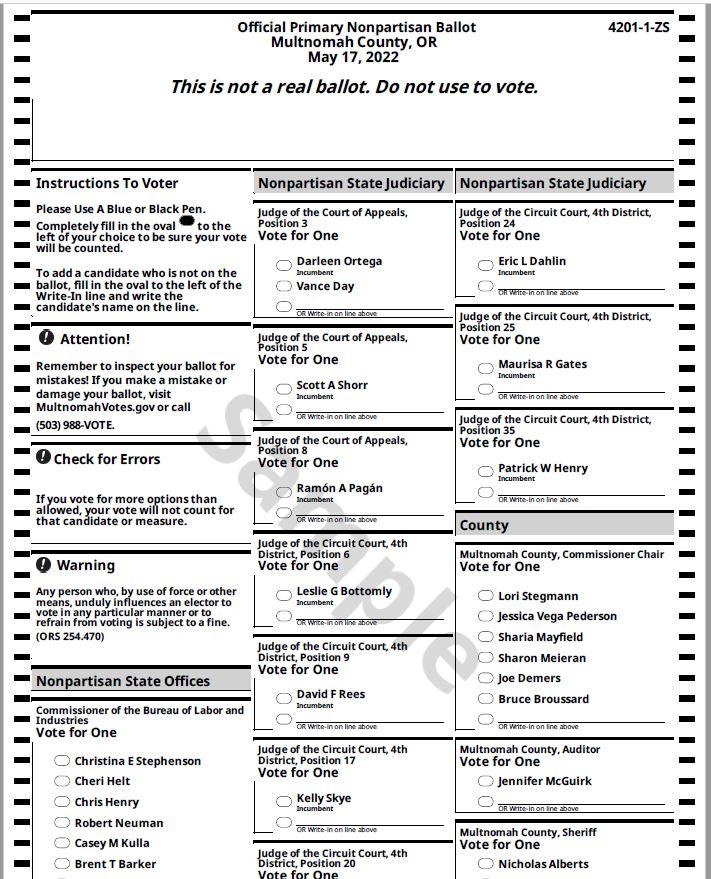 Official Primary Nonpartisan Ballot
Multnomah County, OR
May 17, 2022
4201-1-ZS
This is not a real ballot. Do not use to vote.
Instructions To Voter
Please Use A Blue or Black Pen.
Completely fill in the oval to the
left of your choice to be sure your vote
will be counted.
To add a candidate who is not on the
ballot, fill in the oval to the left of the
Write-In line and write the
candidate's name on the line.
! Attention!
Remember to inspect your ballot for
mistakes! If you make a mistake or
damage your ballot, visit
MultnomahVotes.gov or call
(503) 988-VOTE.
! Check for Errors
If you vote for more options than
allowed, your vote will not count for
that candidate or measure.
! Warning
Any person who, by use of force or other
means, unduly influences an elector to
vote in any particular manner or to
refrain from voting is subject to a fine.
(ORS 254.470)
Nonpartisan State Offices
Commissioner of the Bureau of Labor and
Industries
Vote for One
Christina E Stephenson
Cheri Helt
Chris Henry
Robert Neuman
Casey M Kulla
Brent T Barker
Nonpartisan State Judiciary
Judge of the Court of Appeals,
Position 3
Vote for One
Darleen Ortega
Incumbent
Vance Day
OR Write-in on line above
Judge of the Court of Appeals,
Position 5
Vote for One
Scott A Shorr
Incumbent
OR Write-in on line above
Judge of the Court of Appeals,
Position 8
Vote for One
Ramón A Pagán
Incumbent
OR Write-in on line above
Judge of the Circuit Court, 4th
District, Position 6
Vote for One
Leslie G Bottomly
Incumbent
OR Write-in on line above
Judge of the Circuit Court, 4th
District, Position 9
Vote for One
David F Rees
Incumbent
OR Write-in on line above
Judge of the Circuit Court, 4th
District, Position 17
Vote for One
Kelly Skye
Incumbent
OR Write-in on line above
Judge of the Circuit Court, 4th
District, Position 20
Vote for One
Nonpartisan State Judiciary
Judge of the Circuit Court, 4th District,
Position 24
Vote for One
Eric L Dahlin
Incumbent
OR Write-in on line above
Judge of the Circuit Court, 4th District,
Position 25
Vote for One
Maurisa R Gates
Incumbent
OR Write-in on line above
Judge of the Circuit Court, 4th District,
Position 35
Vote for One
Patrick W Henry
Incumbent
OR Write-in on line above
County
Multnomah County, Commissioner Chair
Vote for One
Lori Stegmann
Jessica Vega Pederson
Sharia Mayfield
Sharon Meieran
Joe Demers
Bruce Broussard
OR Write-in on line above
Multnomah County, Auditor
Vote for One
Jennifer McGuirk
OR Write-in on line above
Multnomah County, Sheriff
Vote for One
Nicholas Alberts
Sample